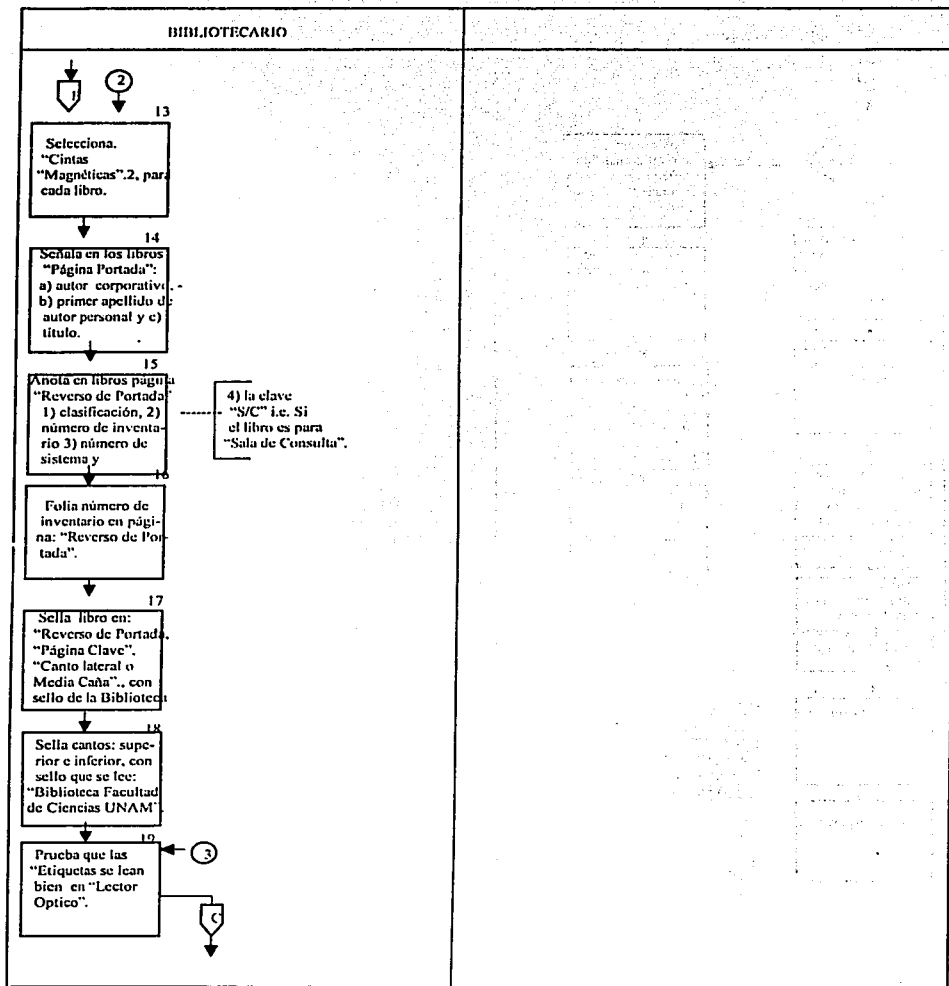 BIBLIOTECARIO
2
13
Selecciona.
"Cintas
"Magnéticas".2, para
cada libro.
14
Señala en los libros
"Página Portada":
a) autor corporativo. -
b) primer apellido de
autor personal y c)
título.
15
Anota en libros página
"Reverso de Portada"
1) clasificación, 2)
número de inventa-
rio 3) número de
sistema y
4) la clave
"S/C" i.e. Si
el libro es para
"Sala de Consulta".
16
Folia número de
inventario en pági-
na: "Reverso de Por-
tada".
17
Sella libro en:
"Reverso de Portada,
"Página Clave",
"Canto lateral o
Media Caña"., con
sello de la Biblioteca
18
Sella cantos: supe-
rior e inferior, con
sello que se lee:
"Biblioteca Facultad
de Ciencias UNAM".
19
Prueba que las
"Etiquetas se lean
bien en "Lector
Optico".
3
C